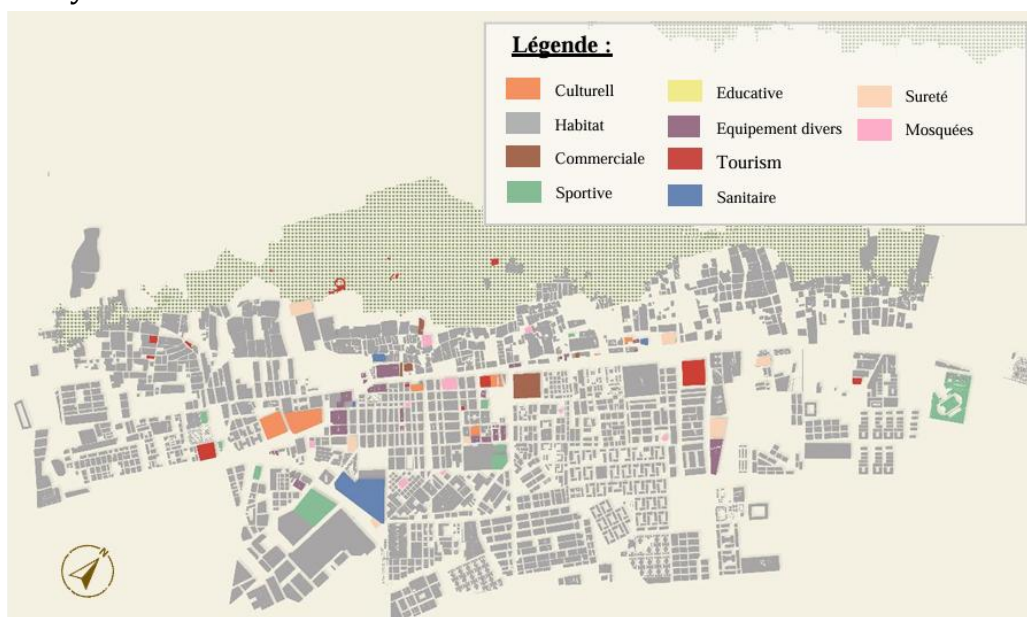 Légende :
Culturell
Habitat
Commerciale
Sportive
Educative
Equipement divers
Tourism
Sanitaire
Sureté
Mosquées
N